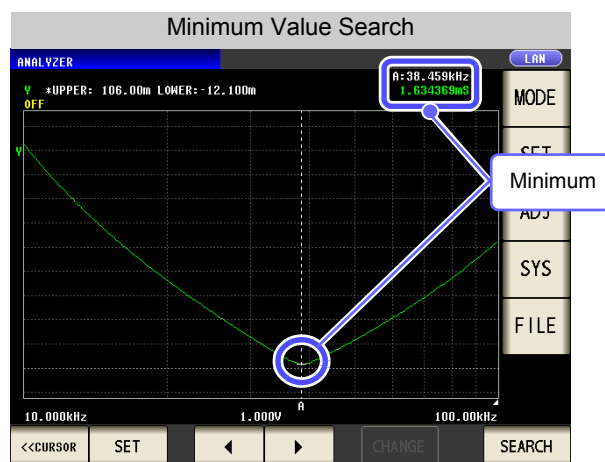 Minimum Value Search
ANALYZER
LAN
A:38.459kHz
1.634369mS
Y *UPPER: 106.00m LOWER:-12.100m
OFF
Y
MODE
SET
Minimum
ADJ
SYS
FILE
A
10.000kHz 1.000V 100.00kHz
<<CURSOR SET CHANGE SEARCH